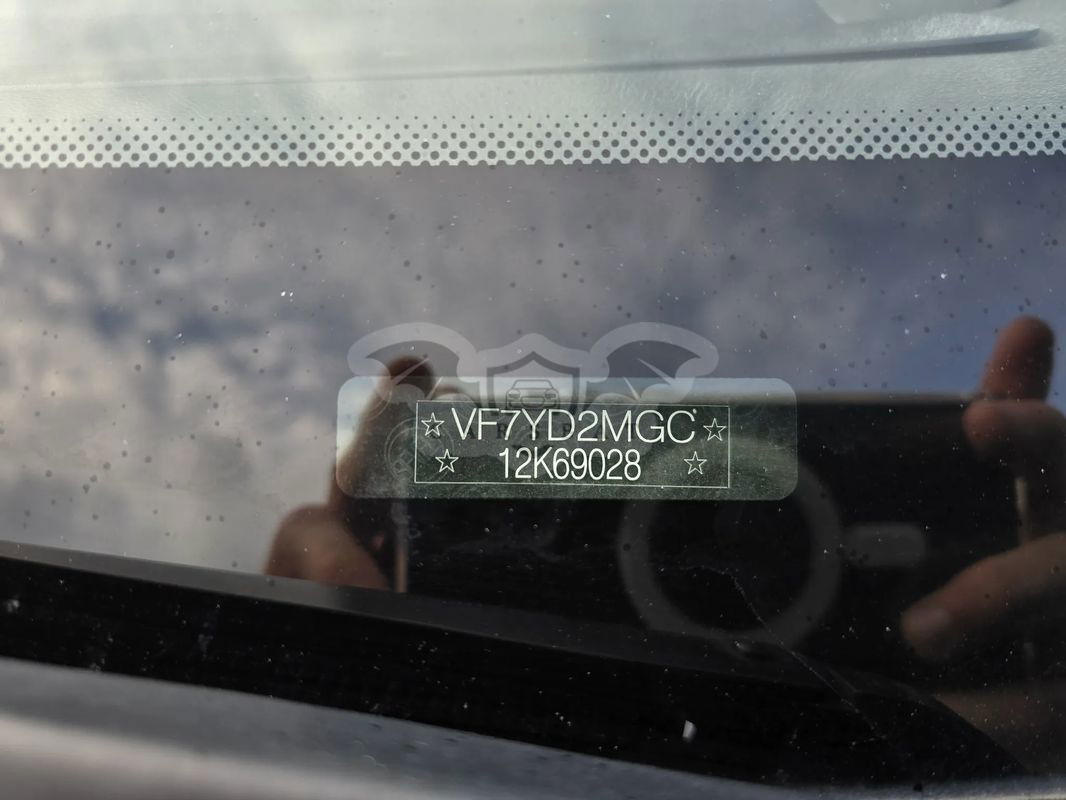 ☆ VF7YD2MGC ☆
☆ 12K69028 ☆